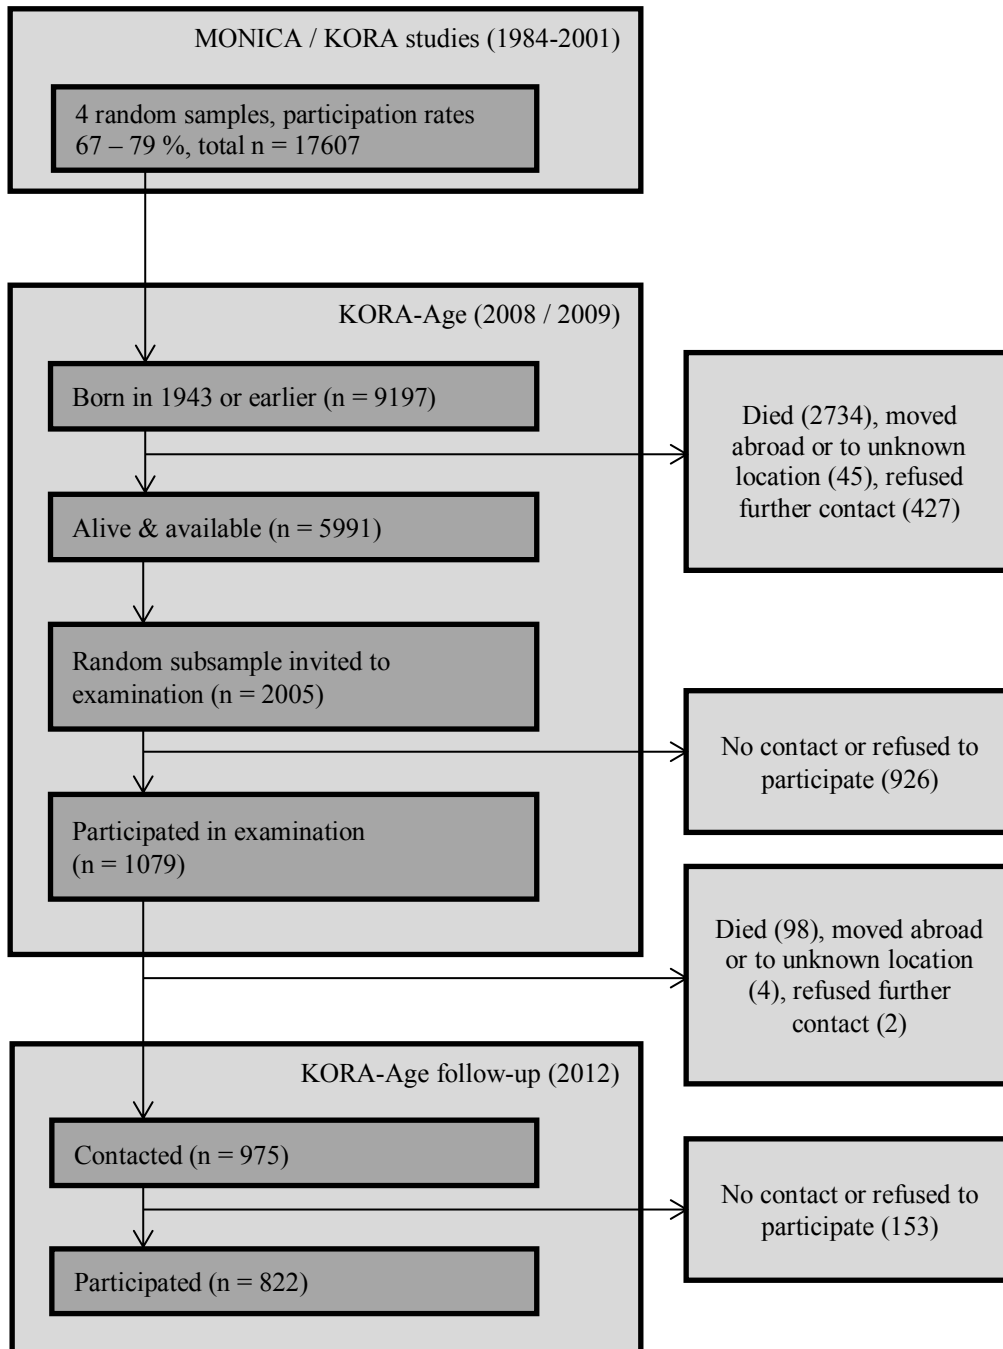 MONICA / KORA studies (1984-2001)
4 random samples, participation rates
67 – 79 %, total n = 17607
KORA-Age (2008 / 2009)
Born in 1943 or earlier (n = 9197)
Died (2734), moved
abroad or to unknown
location (45), refused
further contact (427)
Alive & available (n = 5991)
Random subsample invited to
examination (n = 2005)
No contact or refused to
participate (926)
Participated in examination
(n = 1079)
Died (98), moved abroad
or to unknown location
(4), refused further
contact (2)
KORA-Age follow-up (2012)
Contacted (n = 975)
No contact or refused to
participate (153)
Participated (n = 822)